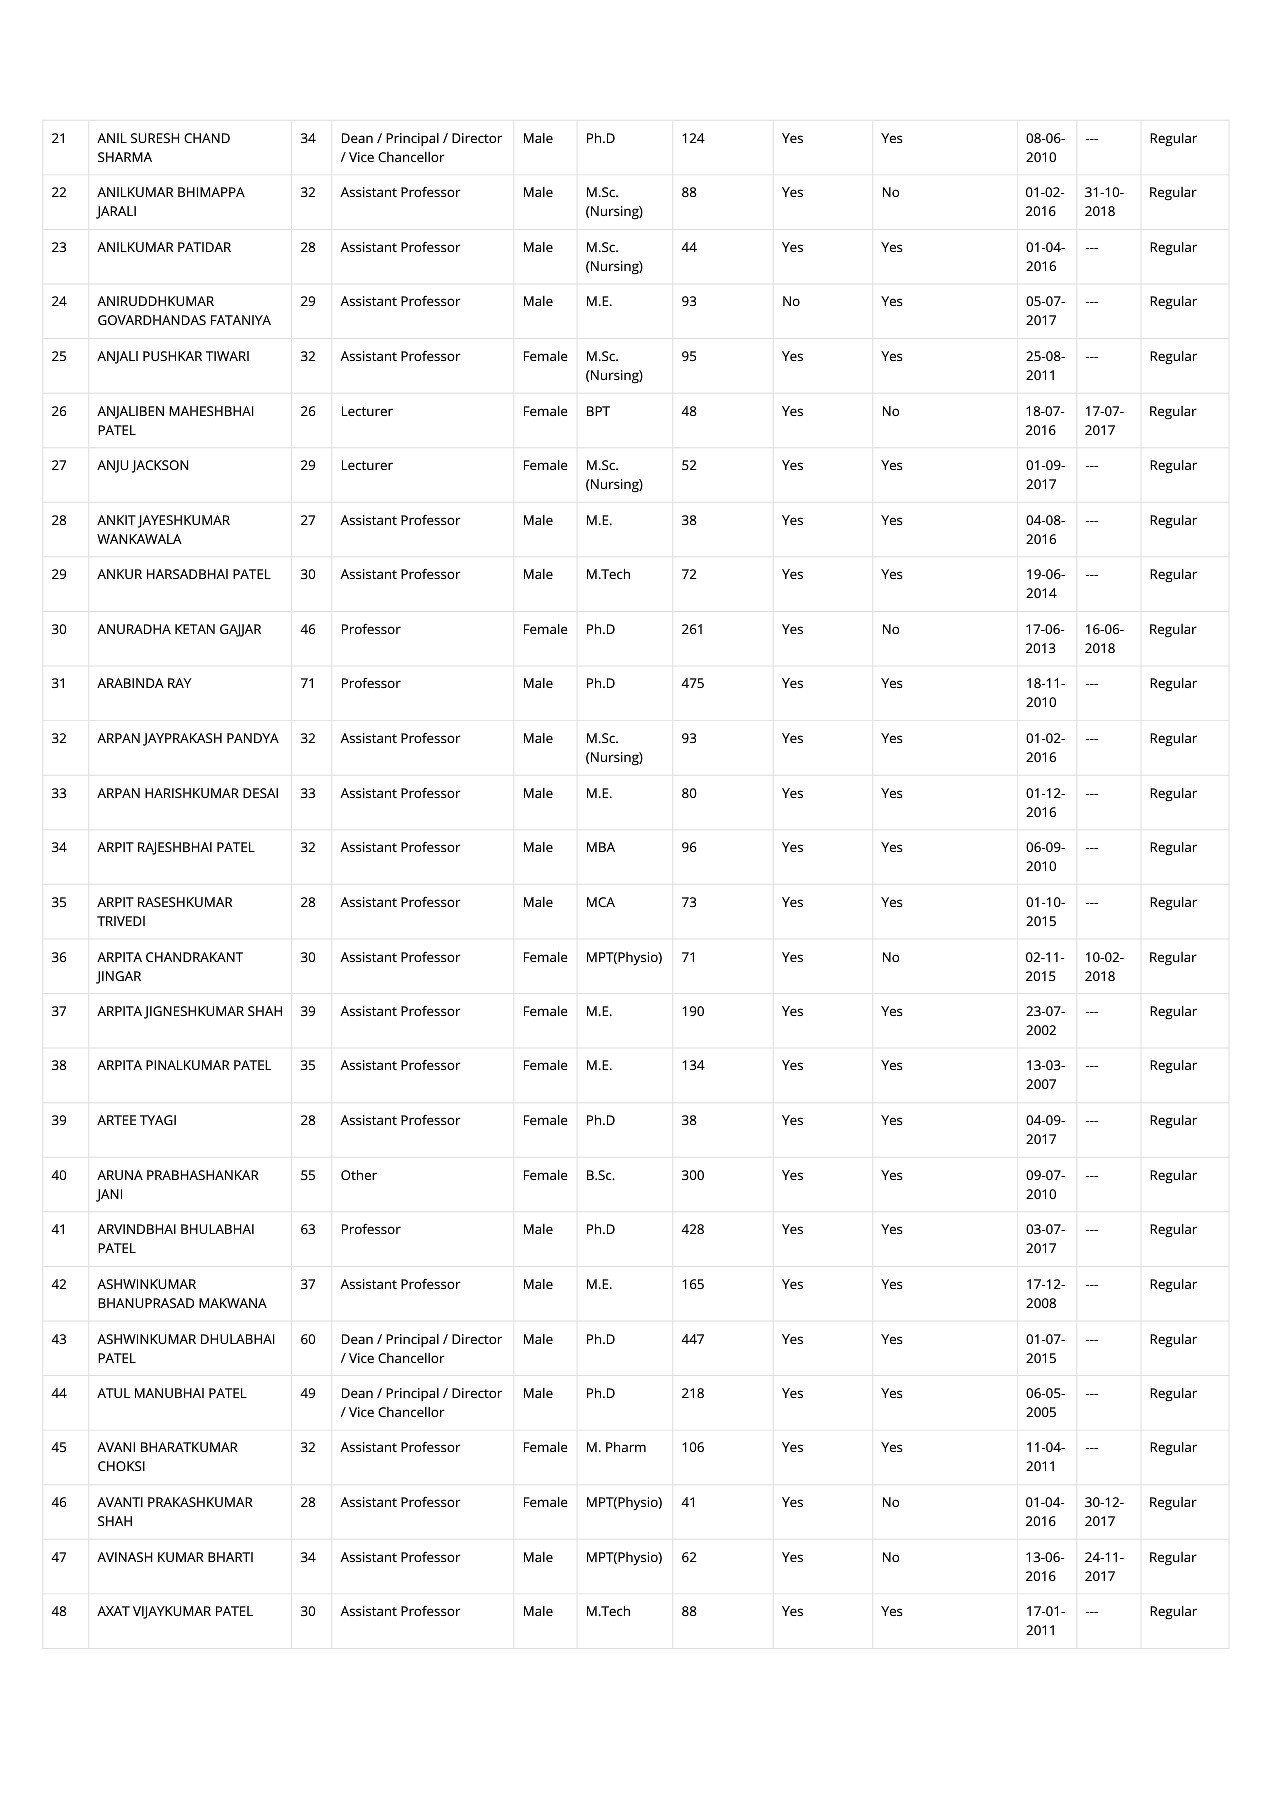 21 ANIL SURESH CHAND 34 Dean / Principal / Director Male Ph.D 124 Yes Yes 08-06- --- Regular
SHARMA / Vice Chancellor 2010
22 ANILKUMAR BHIMAPPA 32 Assistant Professor Male M.Sc. 88 Yes No 01-02- 31-10- Regular
JARALI (Nursing) 2016 2018
23 ANILKUMAR PATIDAR 28 Assistant Professor Male M.Sc. 44 Yes Yes 01-04- --- Regular
(Nursing) 2016
24 ANIRUDDHKUMAR 29 Assistant Professor Male M.E. 93 No Yes 05-07- --- Regular
GOVARDHANDAS FATANIYA 2017
25 ANJALI PUSHKAR TIWARI 32 Assistant Professor Female M.Sc. 95 Yes Yes 25-08- --- Regular
(Nursing) 2011
26 ANJALIBEN MAHESHBHAI 26 Lecturer Female BPT 48 Yes No 18-07- 17-07- Regular
PATEL 2016 2017
27 ANJU JACKSON 29 Lecturer Female M.Sc. 52 Yes Yes 01-09- --- Regular
(Nursing) 2017
28 ANKIT JAYESHKUMAR 27 Assistant Professor Male M.E. 38 Yes Yes 04-08- --- Regular
WANKAWALA 2016
29 ANKUR HARSADBHAI PATEL 30 Assistant Professor Male M.Tech 72 Yes Yes 19-06- --- Regular
2014
30 ANURADHA KETAN GAJJAR 46 Professor Female Ph.D 261 Yes No 17-06- 16-06- Regular
2013 2018
31 ARABINDA RAY 71 Professor Male Ph.D 475 Yes Yes 18-11- --- Regular
2010
32 ARPAN JAYPRAKASH PANDYA 32 Assistant Professor Male M.Sc. 93 Yes Yes 01-02- --- Regular
(Nursing) 2016
33 ARPAN HARISHKUMAR DESAI 33 Assistant Professor Male M.E. 80 Yes Yes 01-12- --- Regular
2016
34 ARPIT RAJESHBHAI PATEL 32 Assistant Professor Male MBA 96 Yes Yes 06-09- --- Regular
2010
35 ARPIT RASESHKUMAR 28 Assistant Professor Male MCA 73 Yes Yes 01-10- --- Regular
TRIVEDI 2015
36 ARPITA CHANDRAKANT 30 Assistant Professor Female MPT(Physio) 71 Yes No 02-11- 10-02- Regular
JINGAR 2015 2018
37 ARPITA JIGNESHKUMAR SHAH 39 Assistant Professor Female M.E. 190 Yes Yes 23-07- --- Regular
2002
38 ARPITA PINALKUMAR PATEL 35 Assistant Professor Female M.E. 134 Yes Yes 13-03- --- Regular
2007
39 ARTEE TYAGI 28 Assistant Professor Female Ph.D 38 Yes Yes 04-09- --- Regular
2017
40 ARUNA PRABHASHANKAR 55 Other Female B.Sc. 300 Yes Yes 09-07- --- Regular
JANI 2010
41 ARVINDBHAI BHULABHAI 63 Professor Male Ph.D 428 Yes Yes 03-07- --- Regular
PATEL 2017
42 ASHWINKUMAR 37 Assistant Professor Male M.E. 165 Yes Yes 17-12- --- Regular
BHANUPRASAD MAKWANA 2008
43 ASHWINKUMAR DHULABHAI 60 Dean / Principal / Director Male Ph.D 447 Yes Yes 01-07- --- Regular
PATEL / Vice Chancellor 2015
44 ATUL MANUBHAI PATEL 49 Dean / Principal / Director Male Ph.D 218 Yes Yes 06-05- --- Regular
/ Vice Chancellor 2005
45 AVANI BHARATKUMAR 32 Assistant Professor Female M. Pharm 106 Yes Yes 11-04- --- Regular
CHOKSI 2011
46 AVANTI PRAKASHKUMAR 28 Assistant Professor Female MPT(Physio) 41 Yes No 01-04- 30-12- Regular
SHAH 2016 2017
47 AVINASH KUMAR BHARTI 34 Assistant Professor Male MPT(Physio) 62 Yes No 13-06- 24-11- Regular
2016 2017
48 AXAT VIJAYKUMAR PATEL 30 Assistant Professor Male M.Tech 88 Yes Yes 17-01- --- Regular
2011